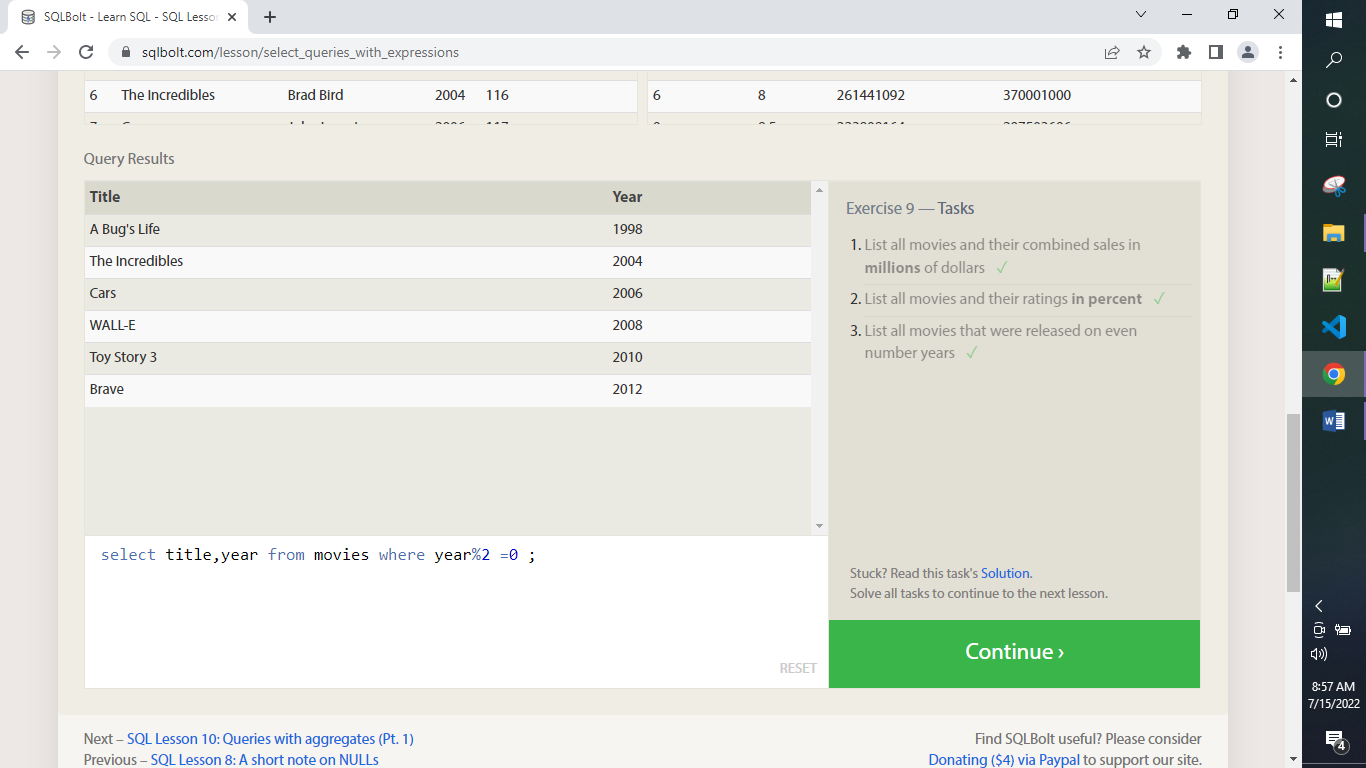 SQLBolt - Learn SQL - SQL Lesso
sqlbolt.com/lesson/select_queries_with_expressions
6 The Incredibles Brad Bird 2004 116 6 8 261441092 370001000
Query Results
Title Year
A Bug's Life 1998
The Incredibles 2004
Cars 2006
WALL-E 2008
Toy Story 3 2010
Brave 2012
select title,year from movies where year%2 =0 ;
RESET
Exercise 9 — Tasks
1. List all movies and their combined sales in
millions of dollars ✓
2. List all movies and their ratings in percent ✓
3. List all movies that were released on even
number years ✓
Stuck? Read this task's Solution.
Solve all tasks to continue to the next lesson.
Continue ›
Next – SQL Lesson 10: Queries with aggregates (Pt. 1)
Previous – SQL Lesson 8: A short note on NULLs
Find SQLBolt useful? Please consider
Donating ($4) via Paypal to support our site.
8:57 AM
7/15/2022
4